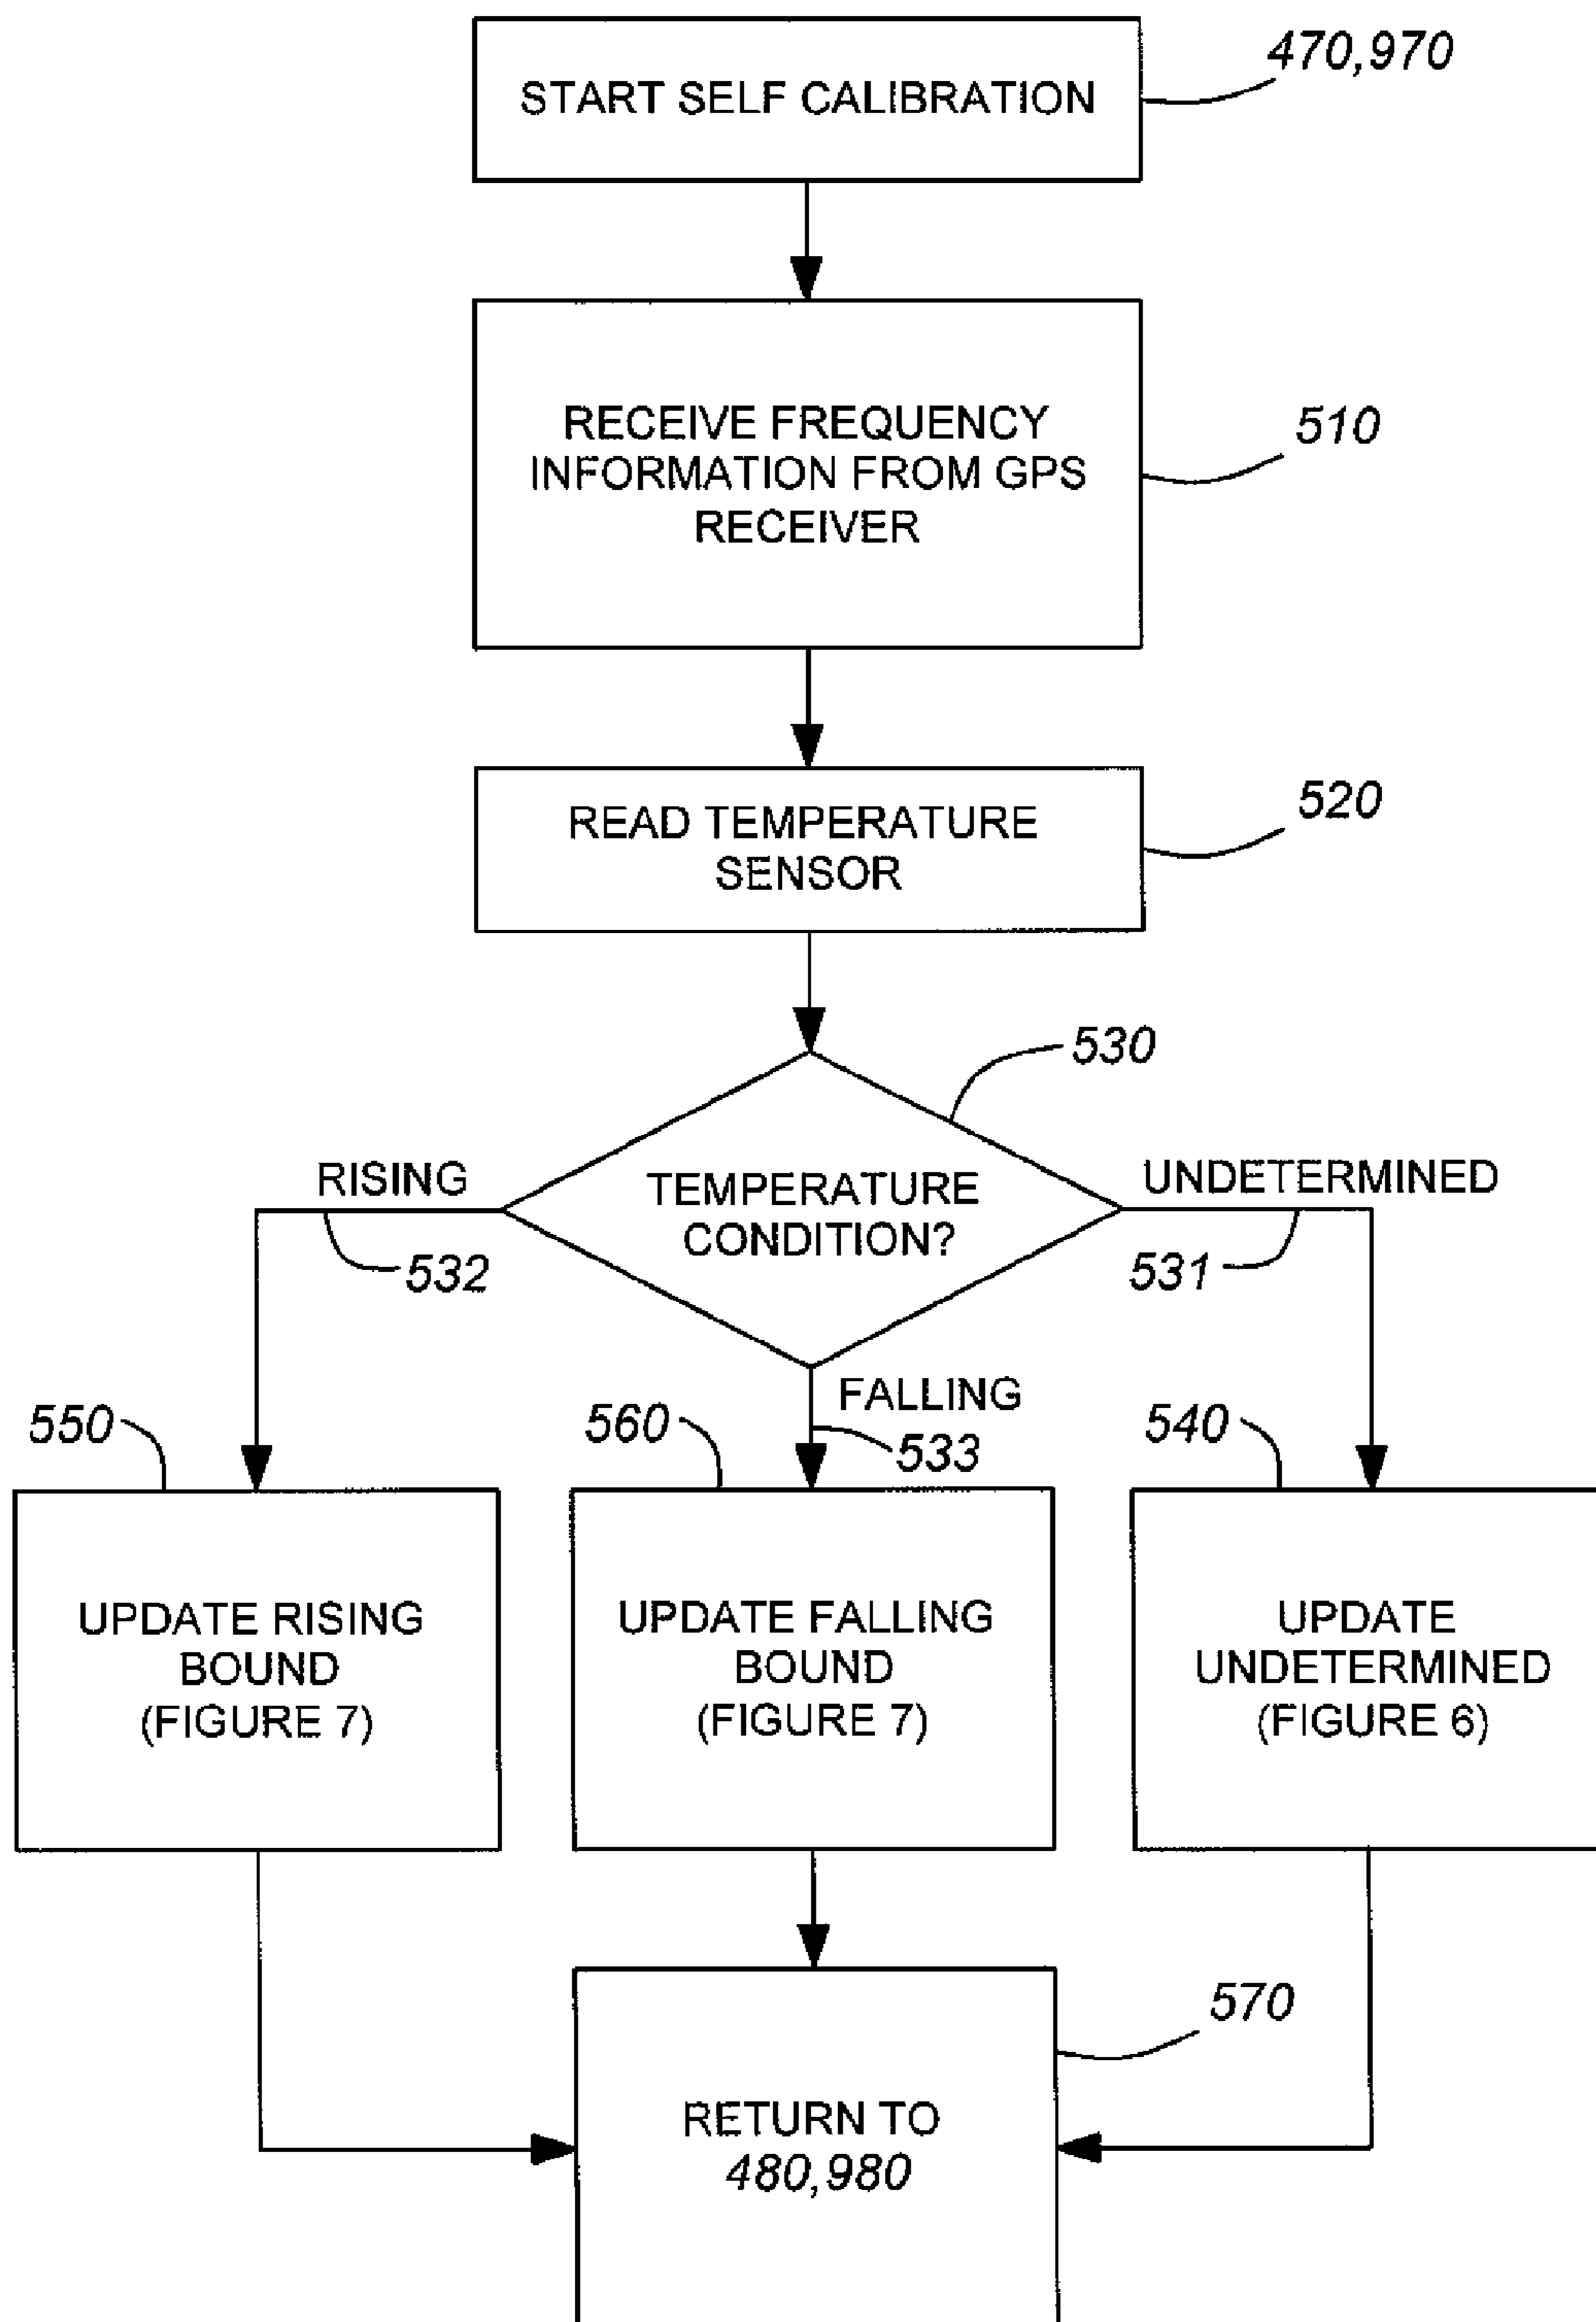 START SELF CALIBRATION
470,970
RECEIVE FREQUENCY
INFORMATION FROM GPS
RECEIVER
510
READ TEMPERATURE
SENSOR
520
530
RISING
TEMPERATURE
CONDITION?
UNDETERMINED
532
531
FALLING
533
550
560
540
UPDATE RISING
BOUND
(FIGURE 7)
UPDATE FALLING
BOUND
(FIGURE 7)
UPDATE
UNDETERMINED
(FIGURE 6)
570
RETURN TO
480,980